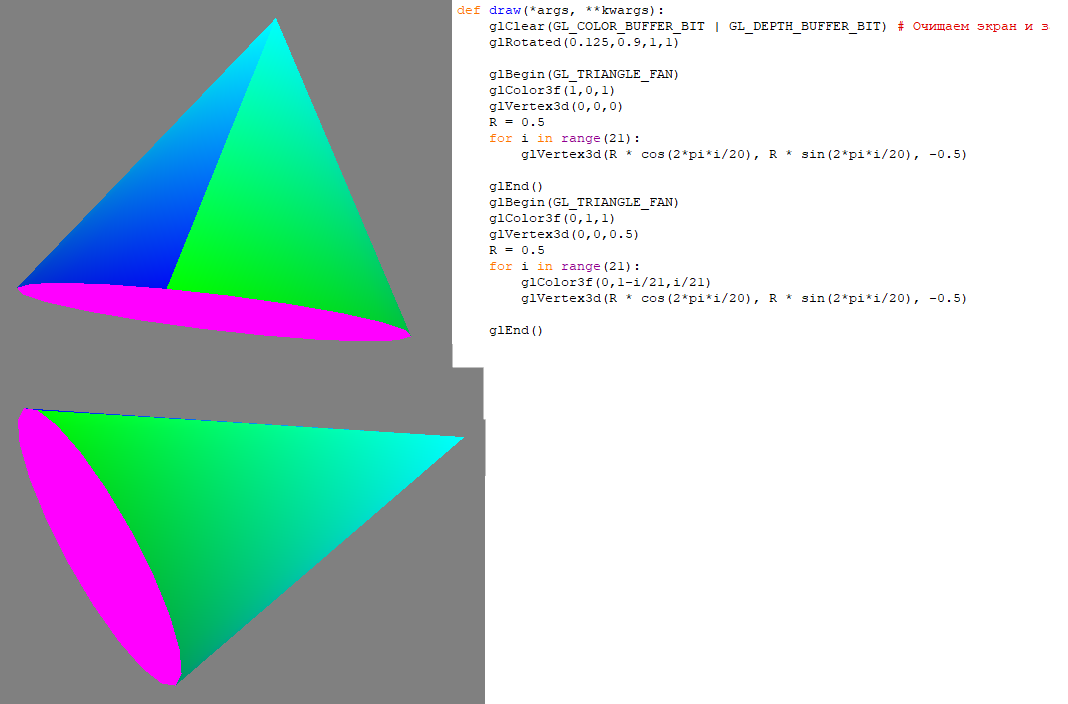 def draw(*args, **kwargs):
    glClear(GL_COLOR_BUFFER_BIT | GL_DEPTH_BUFFER_BIT) # Очищаем экран и з
    glRotated(0.125,0.9,1,1)
    glBegin(GL_TRIANGLE_FAN)
    glColor3f(1,0,1)
    glVertex3d(0,0,0)
    R = 0.5
    for i in range(21):
        glVertex3d(R * cos(2*pi*i/20), R * sin(2*pi*i/20), -0.5)
    glEnd()
    glBegin(GL_TRIANGLE_FAN)
    glColor3f(0,1,1)
    glVertex3d(0,0,0.5)
    R = 0.5
    for i in range(21):
        glColor3f(0,1-i/21,i/21)
        glVertex3d(R * cos(2*pi*i/20), R * sin(2*pi*i/20), -0.5)
    glEnd()